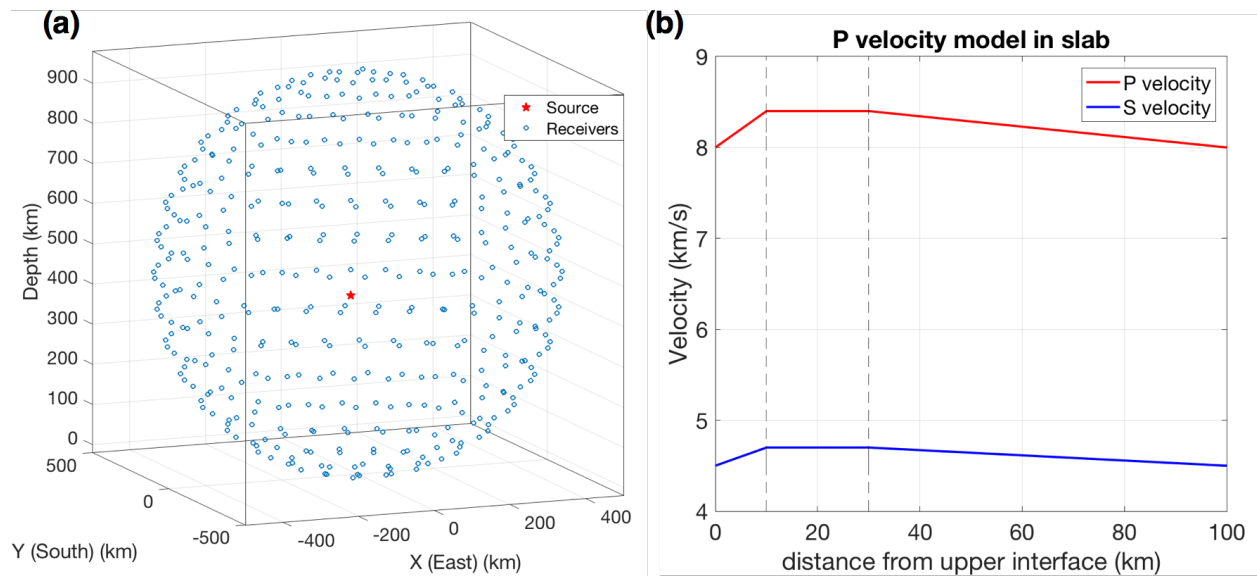 (a)
900
800
700
600
500
400
300
200
100
0
Depth (km)
500
0
-500
Y (South) (km)
-400
-200
0
200
400
X (East) (km)
Source
Receivers
(b)
P velocity model in slab
P velocity
S velocity
9
8
7
6
5
4
Velocity (km/s)
0
20
40
60
80
100
distance from upper interface (km)